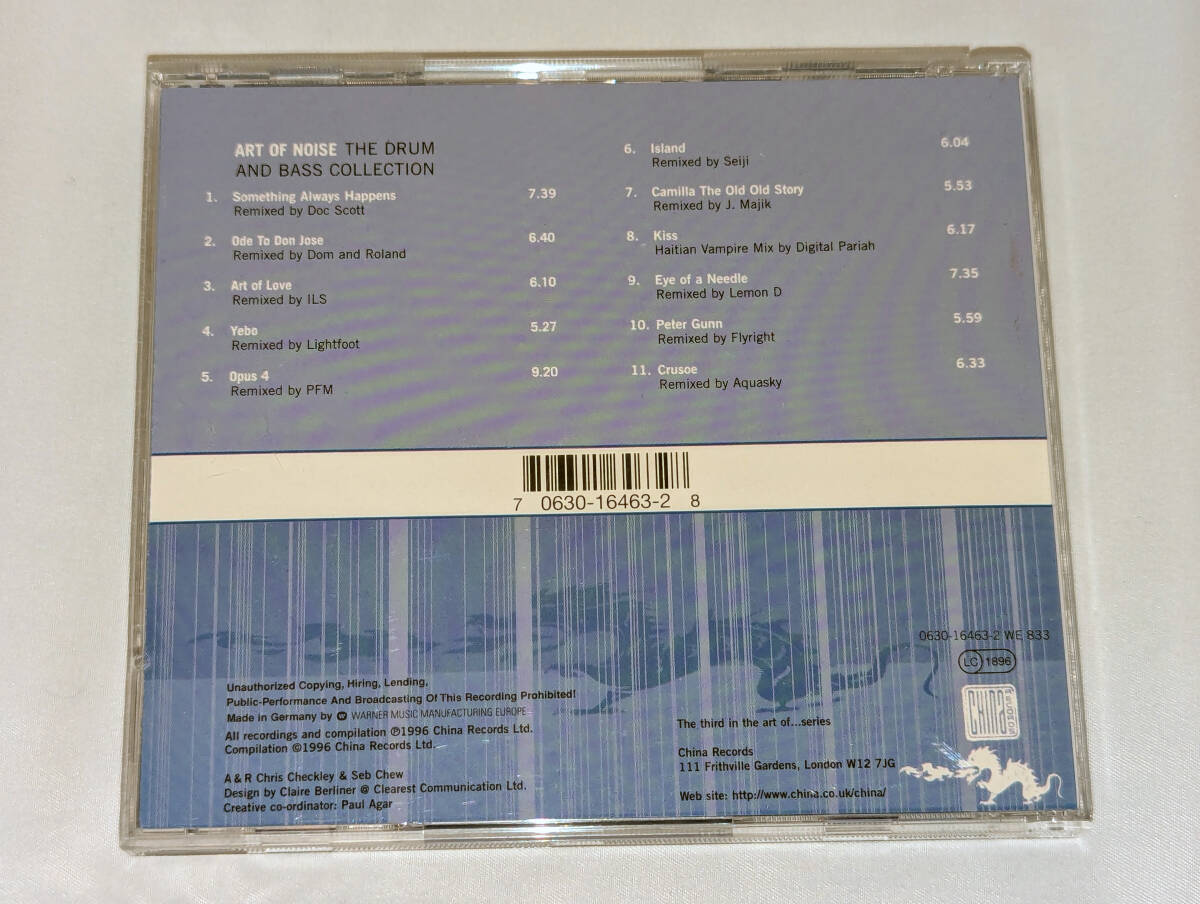 ART OF NOISE THE DRUM
AND BASS COLLECTION
1. Something Always Happens 7.39
Remixed by Doc Scott
2. Ode To Don Jose 6.40
Remixed by Dom and Roland
3. Art of Love 6.10
Remixed by ILS
4. Yebo 5.27
Remixed by Lightfoot
5. Opus 4 9.20
Remixed by PFM
6. Island 6.04
Remixed by Seiji
7. Camilla The Old Old Story 5.53
Remixed by J. Majik
8. Kiss 6.17
Haitian Vampire Mix by Digital Pariah
9. Eye of a Needle 7.35
Remixed by Lemon D
10. Peter Gunn 5.59
Remixed by Flyright
11. Crusoe 6.33
Remixed by Aquasky
7 0630-16463-2 8
0630-16463-2 WE 833
LC 1896
CHINA RECORDS
Unauthorized Copying, Hiring, Lending,
Public-Performance And Broadcasting Of This Recording Prohibited!
Made in Germany by WARNER MUSIC MANUFACTURING EUROPE
All recordings and compilation ℗1996 China Records Ltd.
Compilation ©1996 China Records Ltd.
A & R Chris Checkley & Seb Chew
Design by Claire Berliner @ Clearest Communication Ltd.
Creative co-ordinator: Paul Agar
The third in the art of...series
China Records
111 Frithville Gardens, London W12 7JG
Web site: http://www.china.co.uk/china/